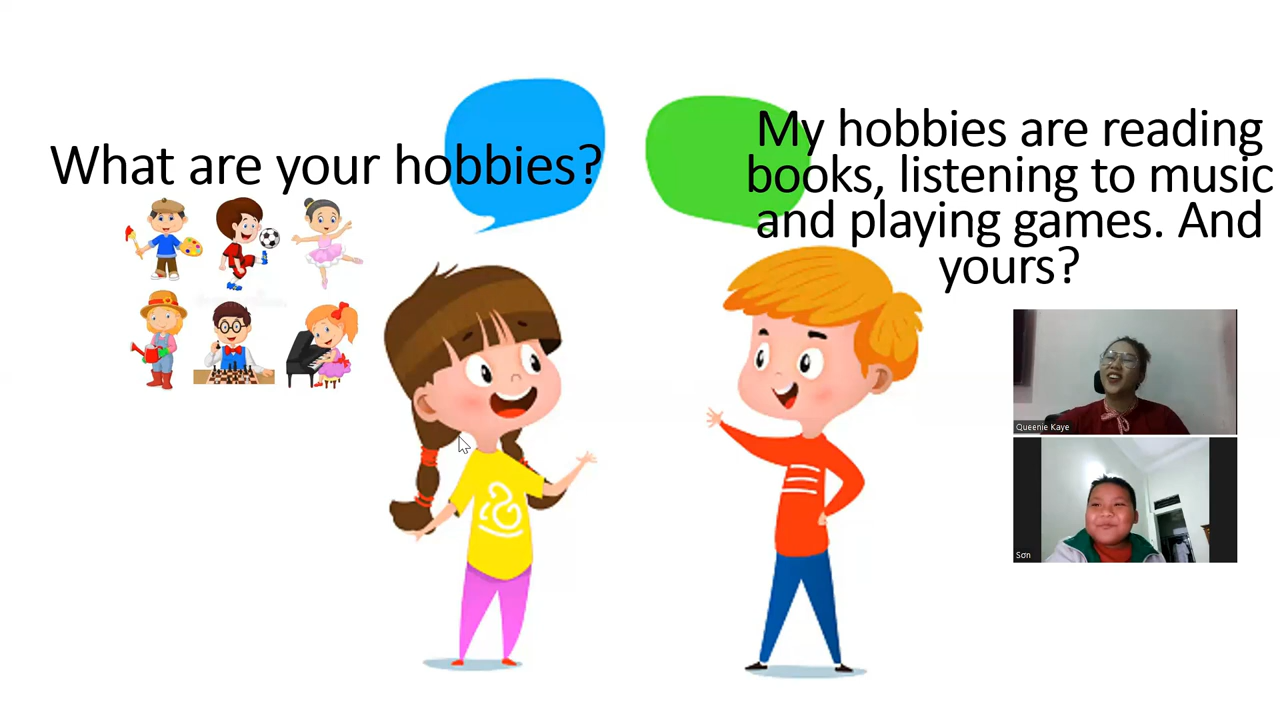 What are your hobbies?
My hobbies are reading
books, listening to music
and playing games. And
yours?
Queenie Kaye
Sơn